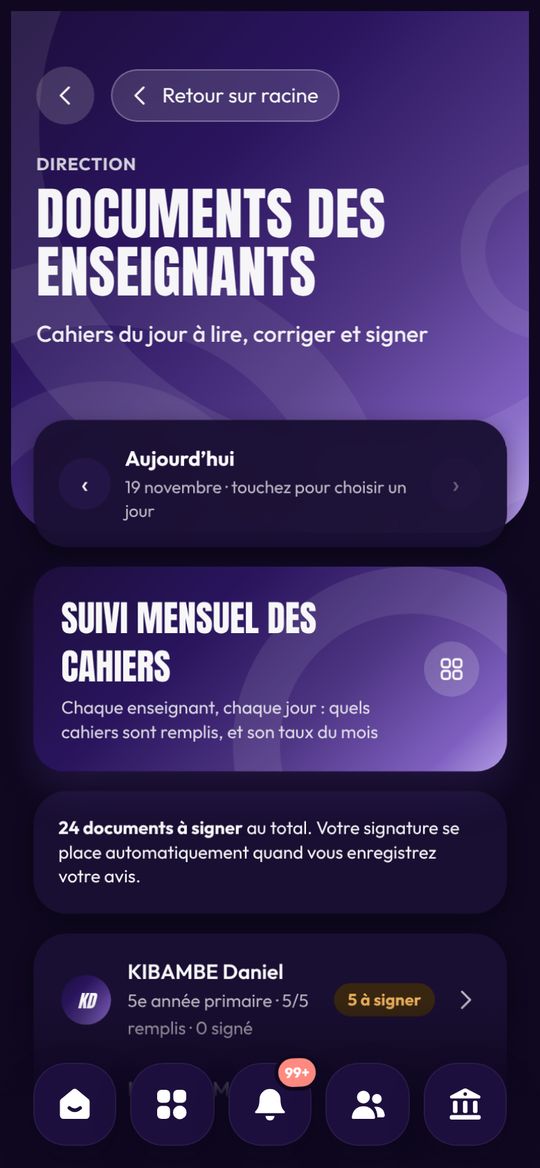 Retour sur racine
DIRECTION
DOCUMENTS DES
ENSEIGNANTS
Cahiers du jour à lire, corriger et signer
Aujourd’hui
19 novembre · touchez pour choisir un
jour
SUIVI MENSUEL DES
CAHIERS
Chaque enseignant, chaque jour : quels
cahiers sont remplis, et son taux du mois
24 documents à signer au total. Votre signature se
place automatiquement quand vous enregistrez
votre avis.
KIBAMBE Daniel
KD
5e année primaire · 5/5
remplis · 0 signé
5 à signer
99+